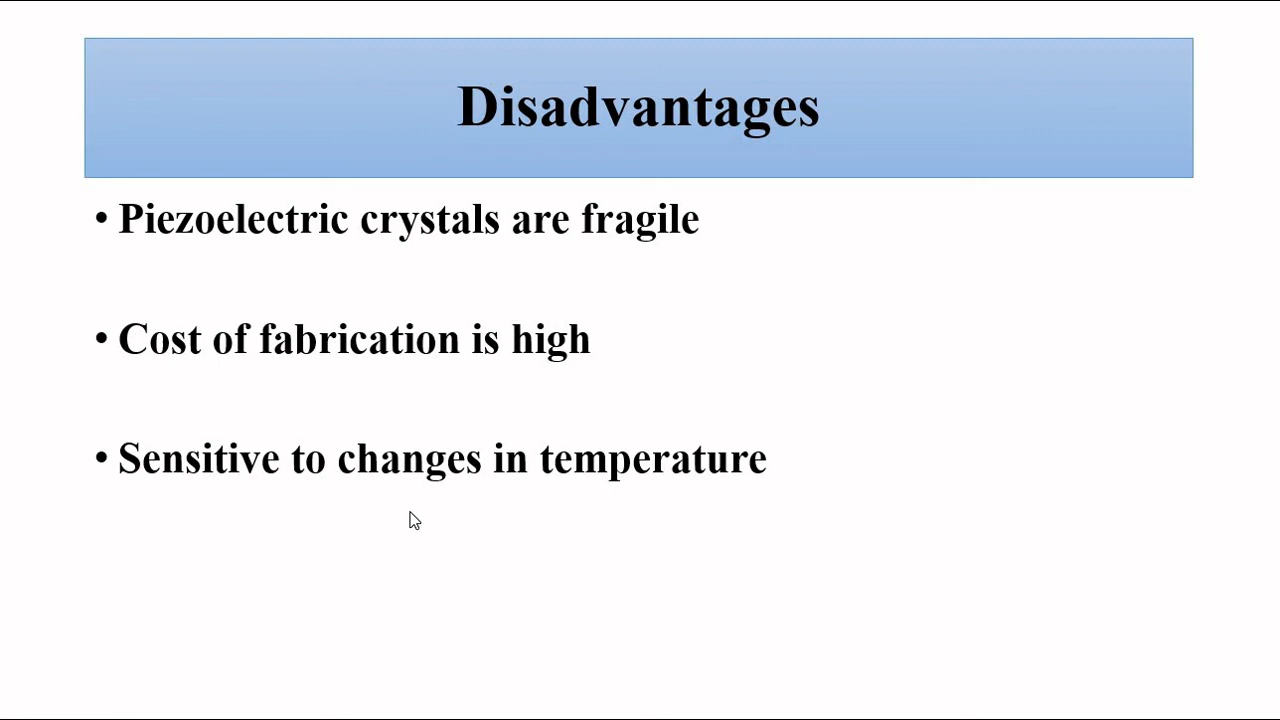 Disadvantages
• Piezoelectric crystals are fragile
• Cost of fabrication is high
• Sensitive to changes in temperature